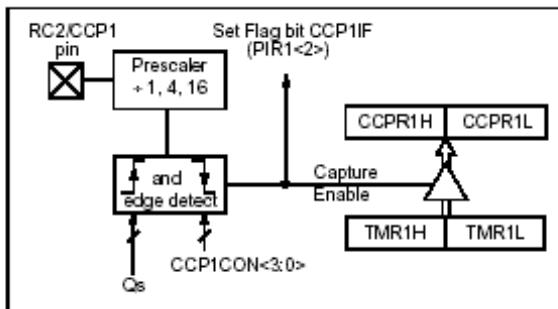 RC2/CCP1
pin
Prescaler
÷ 1, 4, 16
Set Flag bit CCP1IF
(PIR1<2>)
CCPR1H
CCPR1L
and
edge detect
Capture
Enable
TMR1H
TMR1L
CCP1CON<3:0>
Qs